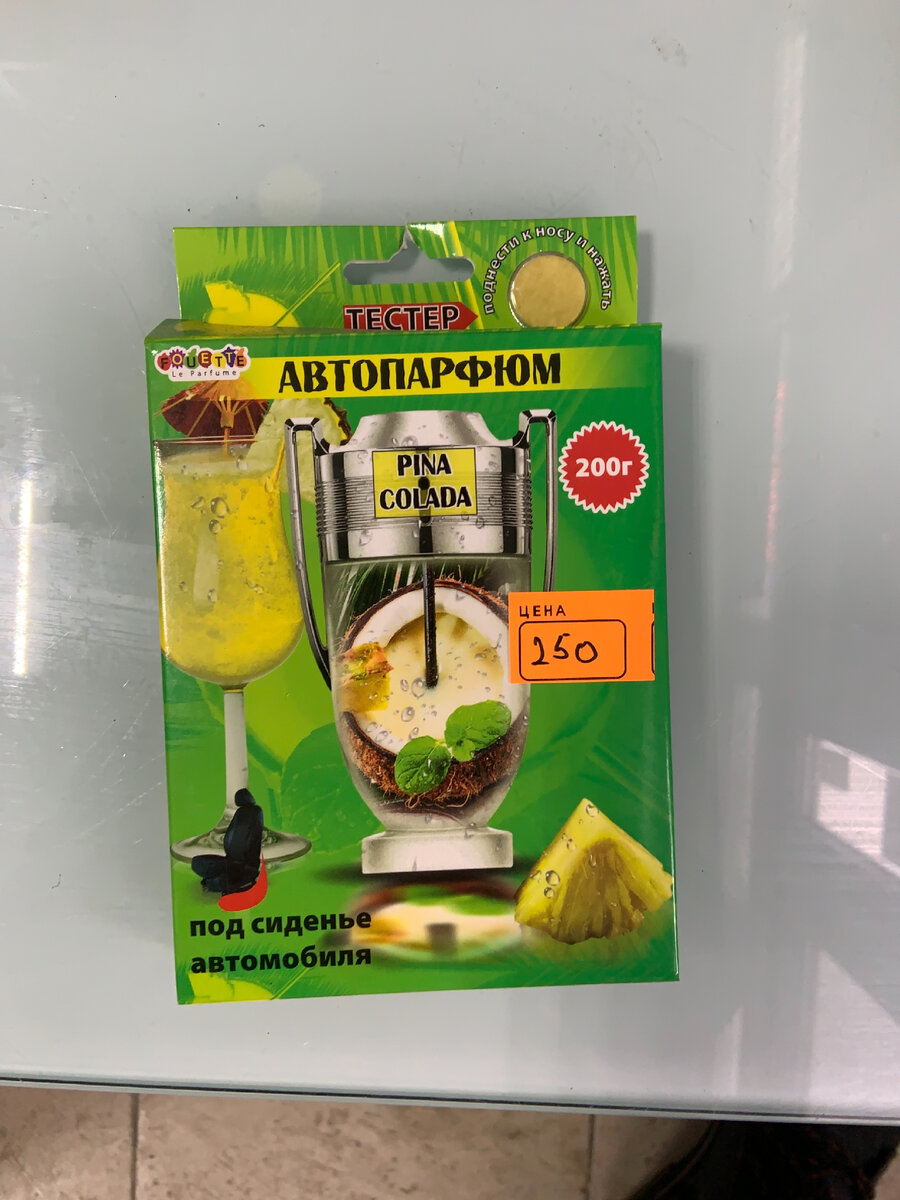 поднести к носу и нажать
ТЕСТЕР
FOUETTE
Le Parfume
АВТОПАРФЮМ
PINA
COLADA
200г
ЦЕНА
250
под сиденье
автомобиля